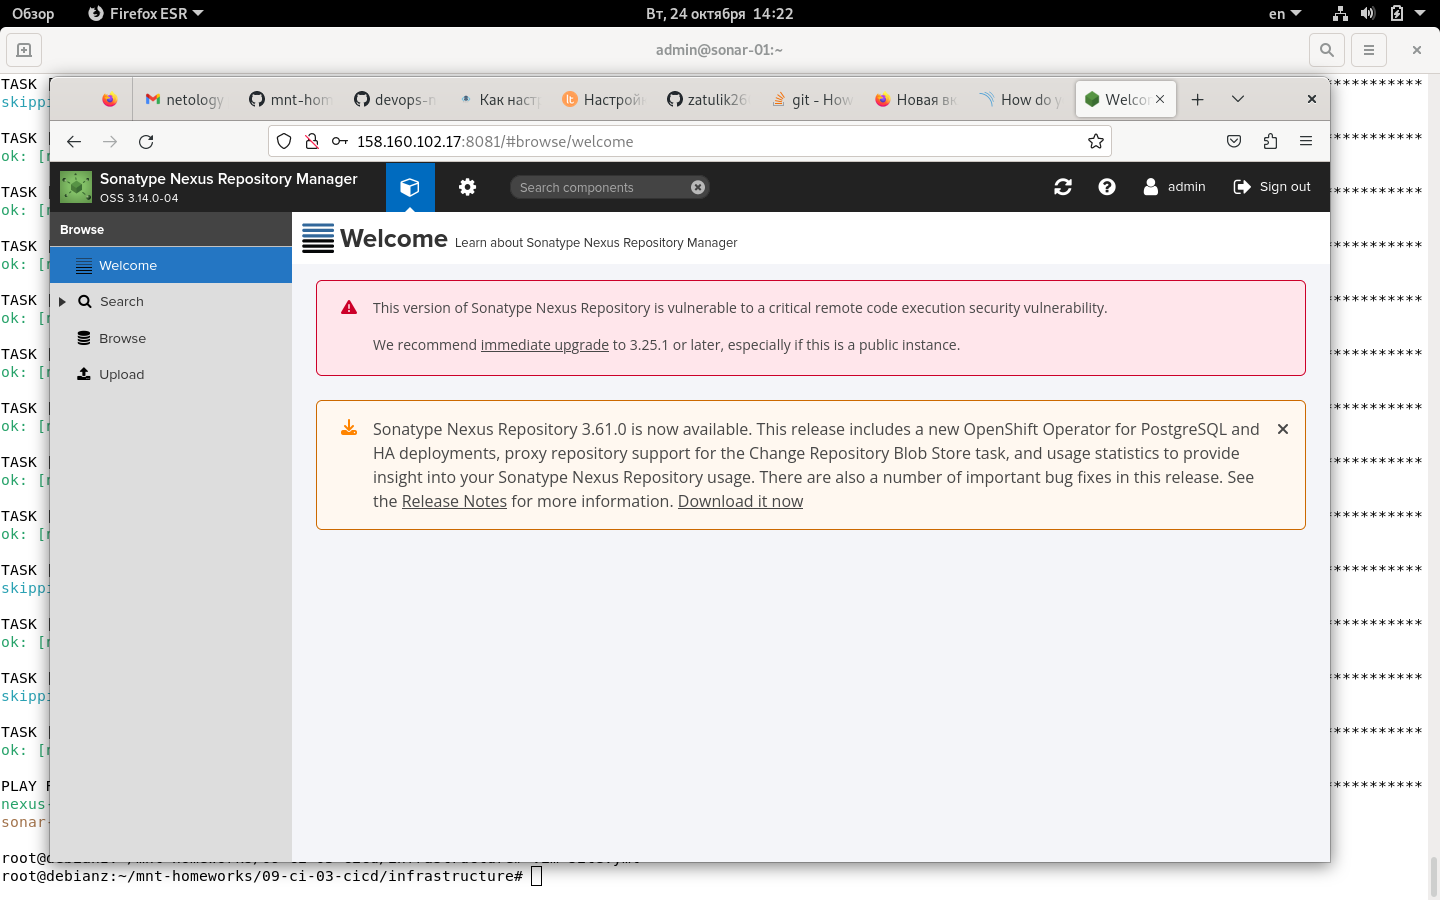 Обзор
Firefox ESR
Вт, 24 октября 14:22
en
admin@sonar-01:~
netology
mnt-hom
devops-n
Как наст
Настрой
zatulik26
git - How
Новая вк
How do y
Welco
158.160.102.17:8081/#browse/welcome
Sonatype Nexus Repository Manager
OSS 3.14.0-04
Search components
admin
Sign out
Browse
Welcome
Search
Browse
Upload
Welcome Learn about Sonatype Nexus Repository Manager
This version of Sonatype Nexus Repository is vulnerable to a critical remote code execution security vulnerability.
We recommend immediate upgrade to 3.25.1 or later, especially if this is a public instance.
Sonatype Nexus Repository 3.61.0 is now available. This release includes a new OpenShift Operator for PostgreSQL and
HA deployments, proxy repository support for the Change Repository Blob Store task, and usage statistics to provide
insight into your Sonatype Nexus Repository usage. There are also a number of important bug fixes in this release. See
the Release Notes for more information. Download it now
TASK
skippi
TASK
ok: [n
TASK
ok: [n
TASK
ok: [n
TASK
ok: [n
TASK
ok: [n
TASK
ok: [n
TASK
ok: [n
TASK
ok: [n
TASK
skippi
TASK
ok: [n
TASK
skippi
TASK
ok: [n
PLAY
nexus-
sonar-
root@debianz:~/mnt-homeworks/09-ci-03-cicd/infrastructure#